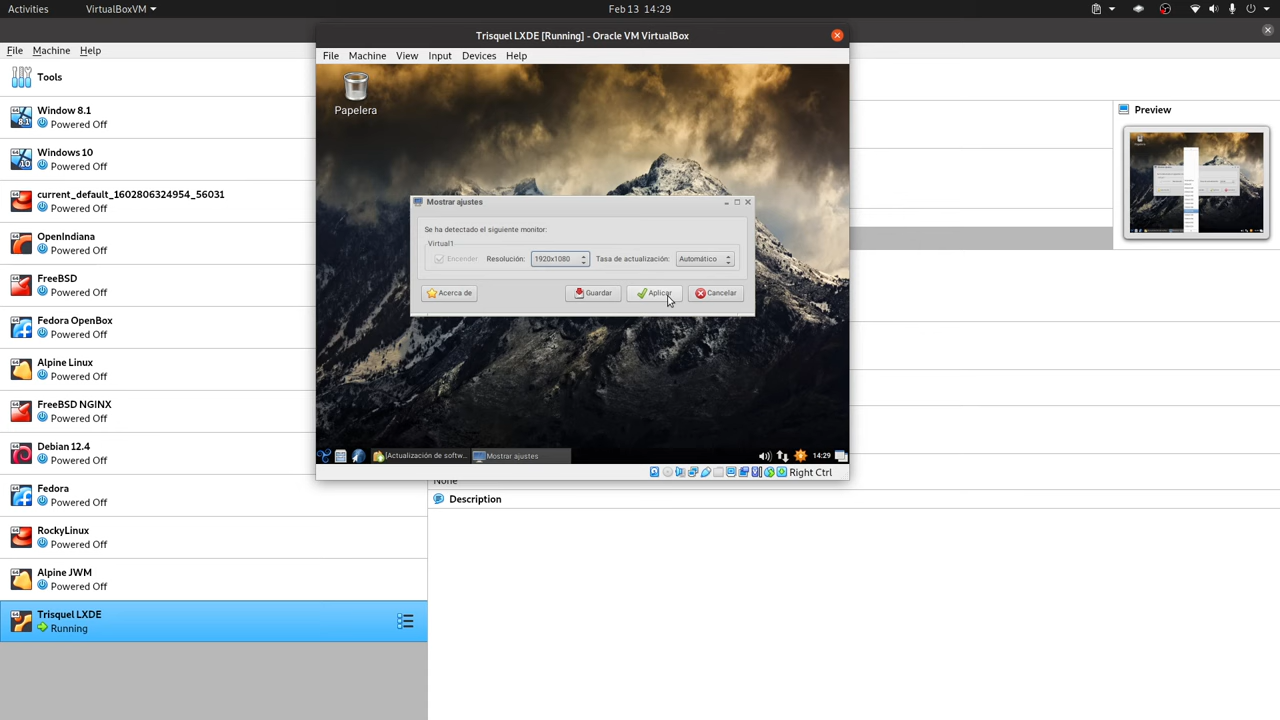 Activities
VirtualBoxVM
Feb 13 14:29
File Machine Help
Tools
Window 8.1
Powered Off
Windows 10
Powered Off
current_default_1602806324954_56031
Powered Off
OpenIndiana
Powered Off
FreeBSD
Powered Off
Fedora OpenBox
Powered Off
Alpine Linux
Powered Off
FreeBSD NGINX
Powered Off
Debian 12.4
Powered Off
Fedora
Powered Off
RockyLinux
Powered Off
Alpine JWM
Powered Off
Trisquel LXDE
Running
Trisquel LXDE [Running] - Oracle VM VirtualBox
File Machine View Input Devices Help
Papelera
Mostrar ajustes
Se ha detectado el siguiente monitor:
Virtual1
Encender Resolución: 1920x1080 Tasa de actualización: Automático
Acerca de Guardar Aplicar Cancelar
[Actualización de softw... Mostrar ajustes 14:29
Right Ctrl
Preview
None
Description